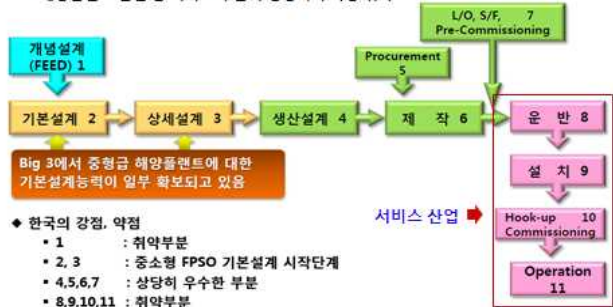 L/O, S/F, 7
Pre-Commissioning
개념설계
(FEED) 1
Procurement
5
기본설계 2
상세설계 3
생산설계 4
제 작 6
운 반 8
Big 3에서 중형급 해양플랜트에 대한
기본설계능력이 일부 확보되고 있음
설 치 9
서비스 산업
Hook-up 10
Commissioning
Operation
11
◆ 한국의 강점, 약점
▪ 1 : 취약부분
▪ 2, 3 : 중소형 FPSO 기본설계 시작단계
▪ 4,5,6,7 : 상당히 우수한 부분
▪ 8,9,10,11 : 취약부분